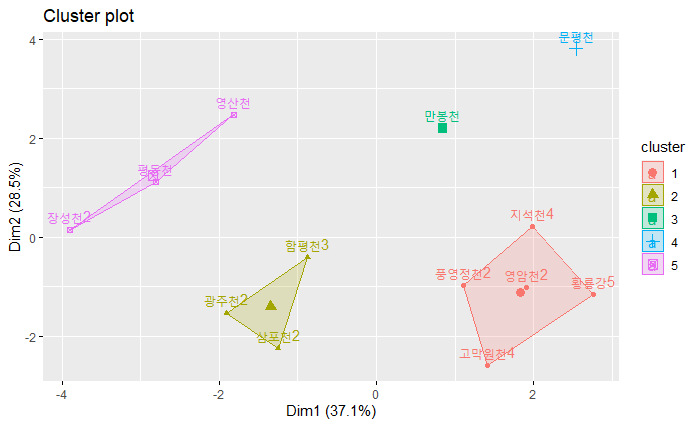 Cluster plot
문평천
4
영산천
만봉천
2
평동천
장성천2
지석천4
0
함평천3
풍영정천2
영암천2
황룡강5
광주천2
삼포천2
고막원천4
-2
-4
-2
0
2
Dim1 (37.1%)
Dim2 (28.5%)
cluster
a 1
a 2
a 3
a 4
a 5